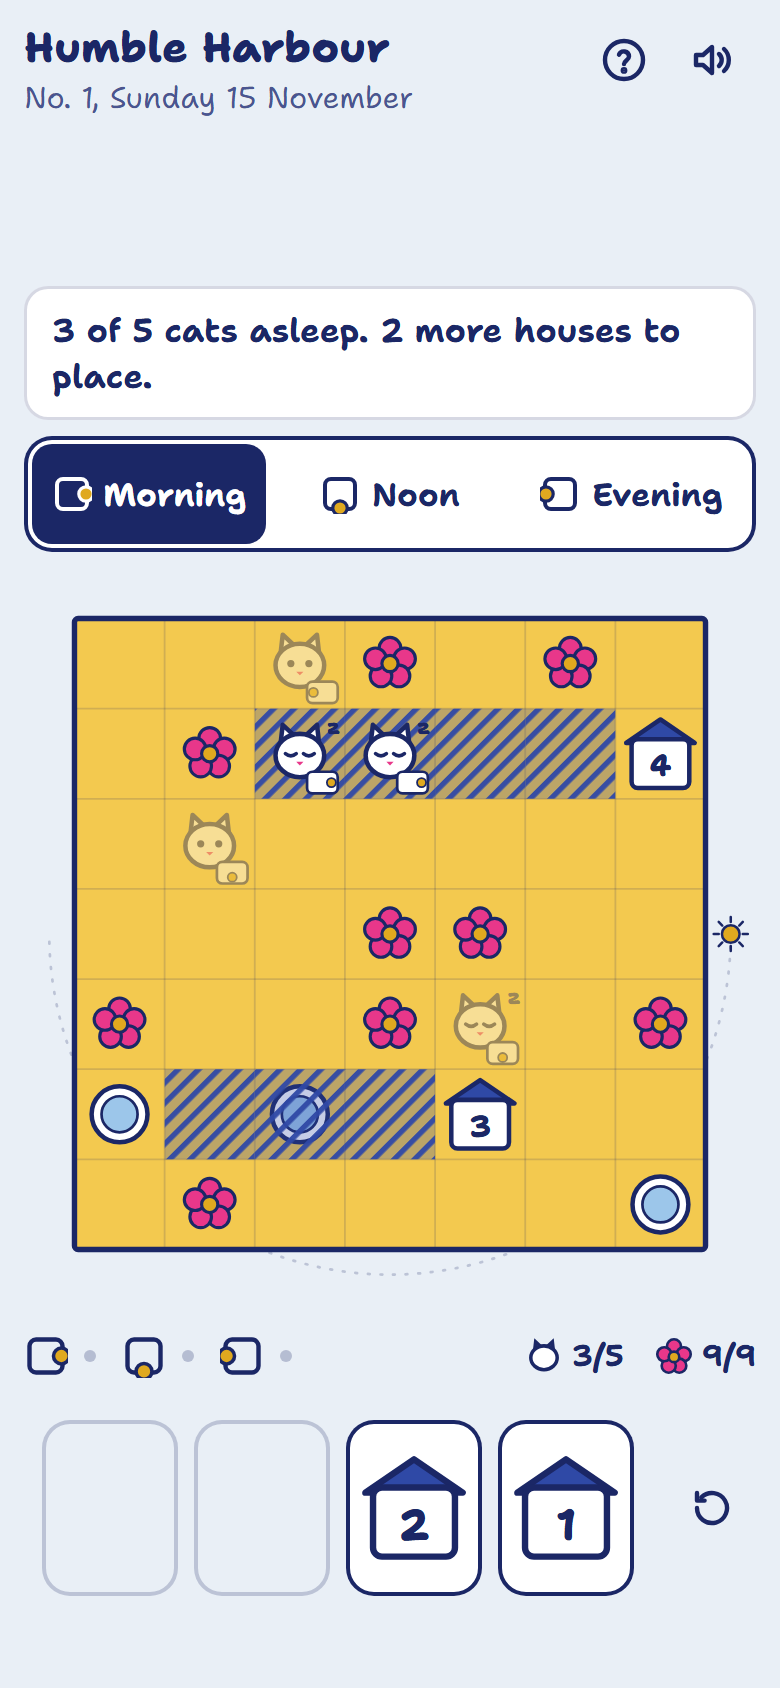 Humble Harbour
No. 1, Sunday 15 November
3 of 5 cats asleep. 2 more houses to
place.
Morning Noon Evening
z z
4
z
3
3/5 9/9
2 1